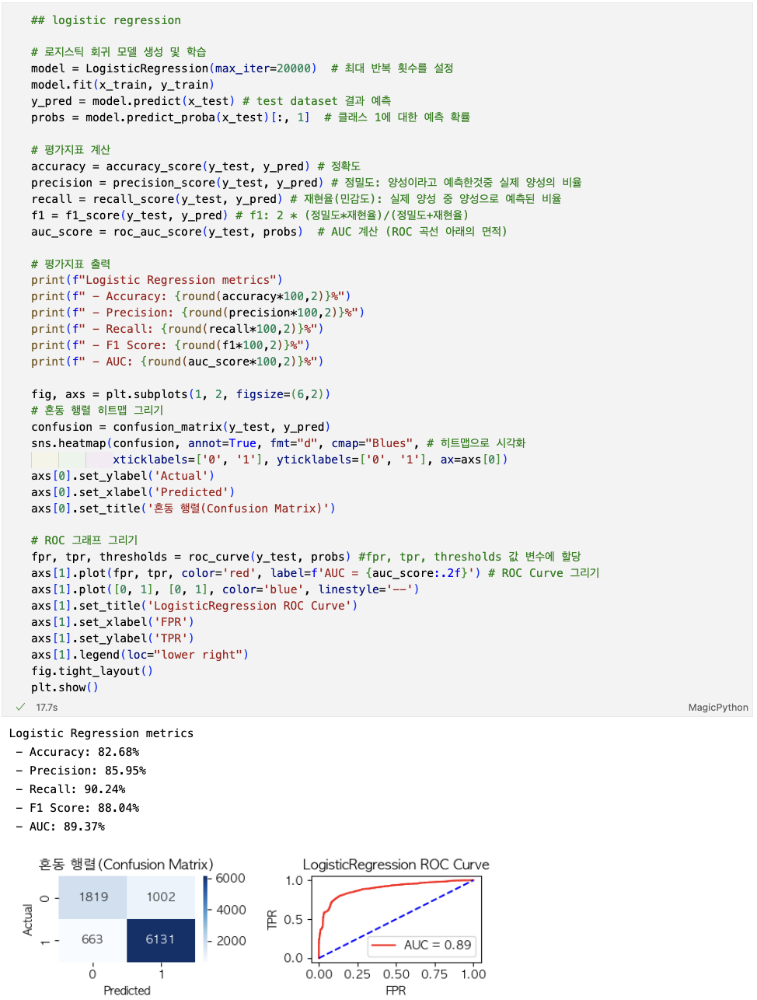 ## logistic regression
# 로지스틱 회귀 모델 생성 및 학습
model = LogisticRegression(max_iter=20000)  # 최대 반복 횟수를 설정
model.fit(x_train, y_train)
y_pred = model.predict(x_test) # test dataset 결과 예측
probs = model.predict_proba(x_test)[:, 1]  # 클래스 1에 대한 예측 확률
# 평가지표 계산
accuracy = accuracy_score(y_test, y_pred) # 정확도
precision = precision_score(y_test, y_pred) # 정밀도: 양성이라고 예측한것중 실제 양성의 비율
recall = recall_score(y_test, y_pred) # 재현율(민감도): 실제 양성 중 양성으로 예측된 비율
f1 = f1_score(y_test, y_pred) # f1: 2 * (정밀도*재현율)/(정밀도+재현율)
auc_score = roc_auc_score(y_test, probs)  # AUC 계산 (ROC 곡선 아래의 면적)
# 평가지표 출력
print(f"Logistic Regression metrics")
print(f" - Accuracy: {round(accuracy*100,2)}%")
print(f" - Precision: {round(precision*100,2)}%")
print(f" - Recall: {round(recall*100,2)}%")
print(f" - F1 Score: {round(f1*100,2)}%")
print(f" - AUC: {round(auc_score*100,2)}%")
fig, axs = plt.subplots(1, 2, figsize=(6,2))
# 혼동 행렬 히트맵 그리기
confusion = confusion_matrix(y_test, y_pred)
sns.heatmap(confusion, annot=True, fmt="d", cmap="Blues", # 히트맵으로 시각화
xticklabels=['0', '1'], yticklabels=['0', '1'], ax=axs[0])
axs[0].set_ylabel('Actual')
axs[0].set_xlabel('Predicted')
axs[0].set_title('혼동 행렬(Confusion Matrix)')
# ROC 그래프 그리기
fpr, tpr, thresholds = roc_curve(y_test, probs) #fpr, tpr, thresholds 값 변수에 할당
axs[1].plot(fpr, tpr, color='red', label=f'AUC = {auc_score:.2f}') # ROC Curve 그리기
axs[1].plot([0, 1], [0, 1], color='blue', linestyle='--')
axs[1].set_title('LogisticRegression ROC Curve')
axs[1].set_xlabel('FPR')
axs[1].set_ylabel('TPR')
axs[1].legend(loc="lower right")
fig.tight_layout()
plt.show()
✓ 17.7s MagicPython
Logistic Regression metrics
- Accuracy: 82.68%
- Precision: 85.95%
- Recall: 90.24%
- F1 Score: 88.04%
- AUC: 89.37%
혼동 행렬(Confusion Matrix)
Actual
0
1
1819 1002
663 6131
0 1
Predicted
6000
4000
2000
LogisticRegression ROC Curve
TPR
1.0
0.5
0.0
AUC = 0.89
0.00 0.25 0.50 0.75 1.00
FPR